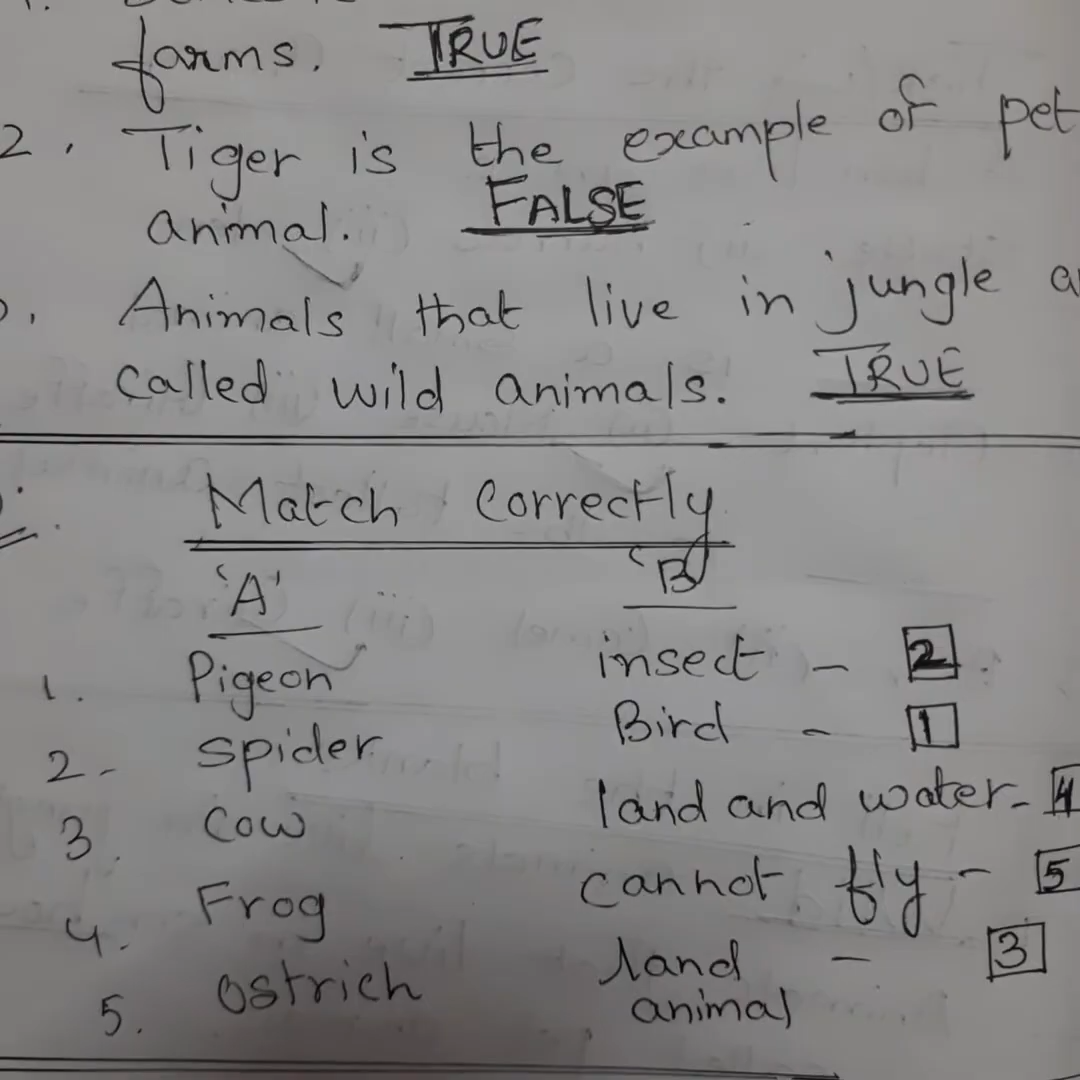 farms. TRUE
2. Tiger is the example of pet
animal. FALSE
Animals that live in jungle
called wild animals. TRUE
Match Correctly
'A' 'B'
1. Pigeon insect - 2
2- spider Bird - 1
3. Cow land and water- 4
4. Frog cannot fly - 5
5. ostrich land - 3
animal